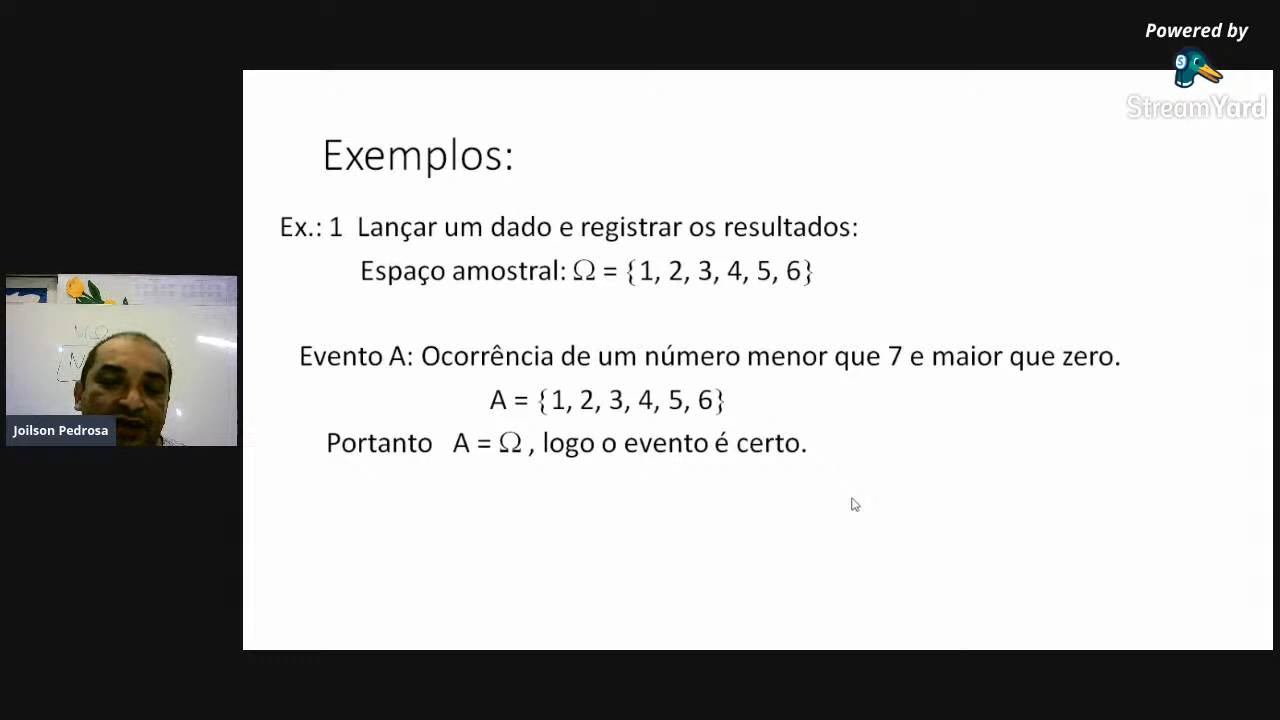 Powered by
StreamYard
Exemplos:
Ex.: 1 Lançar um dado e registrar os resultados:
Espaço amostral: Ω = {1, 2, 3, 4, 5, 6}
Evento A: Ocorrência de um número menor que 7 e maior que zero.
A = {1, 2, 3, 4, 5, 6}
Portanto A = Ω , logo o evento é certo.
Joilson Pedrosa